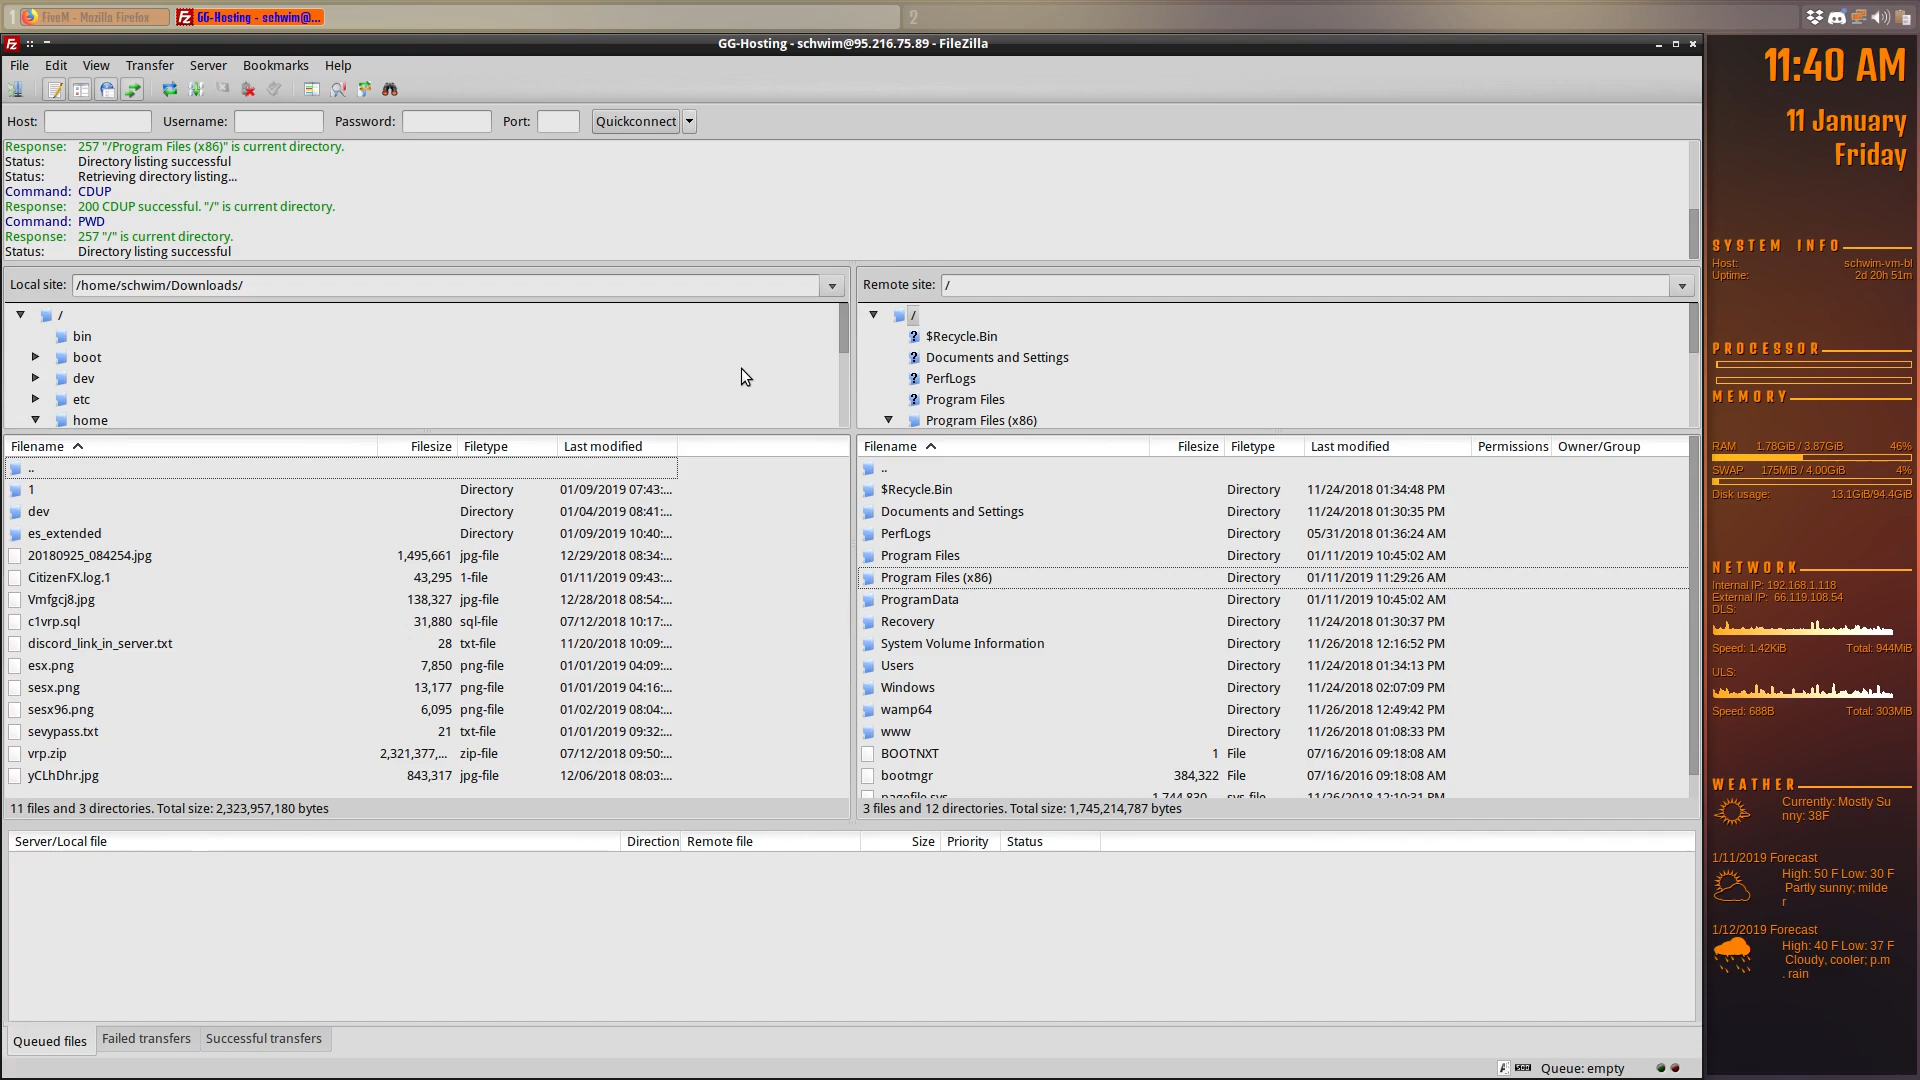 1 FiveM - Mozilla Firefox GG-Hosting - schwim@... 2
GG-Hosting - schwim@95.216.75.89 - FileZilla
File Edit View Transfer Server Bookmarks Help
Host: Username: Password: Port: Quickconnect
Response: 257 "/Program Files (x86)" is current directory.
Status: Directory listing successful
Status: Retrieving directory listing...
Command: CDUP
Response: 200 CDUP successful. "/" is current directory.
Command: PWD
Response: 257 "/" is current directory.
Status: Directory listing successful
Local site: /home/schwim/Downloads/
/
bin
boot
dev
etc
home
Filename Filesize Filetype Last modified
..
1 Directory 01/09/2019 07:43:...
dev Directory 01/04/2019 08:41:...
es_extended Directory 01/09/2019 10:40:...
20180925_084254.jpg 1,495,661 jpg-file 12/29/2018 08:34:...
CitizenFX.log.1 43,295 1-file 01/11/2019 09:43:...
Vmfgcj8.jpg 138,327 jpg-file 12/28/2018 08:54:...
c1vrp.sql 31,880 sql-file 07/12/2018 10:17:...
discord_link_in_server.txt 28 txt-file 11/20/2018 10:09:...
esx.png 7,850 png-file 01/01/2019 04:09:...
sesx.png 13,177 png-file 01/01/2019 04:16:...
sesx96.png 6,095 png-file 01/02/2019 08:04:...
sevypass.txt 21 txt-file 01/01/2019 09:32:...
vrp.zip 2,321,377,... zip-file 07/12/2018 09:50:...
yCLhDhr.jpg 843,317 jpg-file 12/06/2018 08:03:...
11 files and 3 directories. Total size: 2,323,957,180 bytes
Remote site: /
/
$Recycle.Bin
Documents and Settings
PerfLogs
Program Files
Program Files (x86)
Filename Filesize Filetype Last modified Permissions Owner/Group
..
$Recycle.Bin Directory 11/24/2018 01:34:48 PM
Documents and Settings Directory 11/24/2018 01:30:35 PM
PerfLogs Directory 05/31/2018 01:36:24 AM
Program Files Directory 01/11/2019 10:45:02 AM
Program Files (x86) Directory 01/11/2019 11:29:26 AM
ProgramData Directory 01/11/2019 10:45:02 AM
Recovery Directory 11/24/2018 01:30:37 PM
System Volume Information Directory 11/26/2018 12:16:52 PM
Users Directory 11/24/2018 01:34:13 PM
Windows Directory 11/24/2018 02:07:09 PM
wamp64 Directory 11/26/2018 12:49:42 PM
www Directory 11/26/2018 01:08:33 PM
BOOTNXT 1 File 07/16/2016 09:18:08 AM
bootmgr 384,322 File 07/16/2016 09:18:08 AM
pagefile.sys 1,744,830,... sys-file 11/26/2018 12:10:31 PM
3 files and 12 directories. Total size: 1,745,214,787 bytes
Server/Local file Direction Remote file Size Priority Status
Queued files Failed transfers Successful transfers
Queue: empty
11:40 AM
11 January
Friday
SYSTEM INFO
Host: schwim-vm-bl
Uptime: 2d 20h 51m
PROCESSOR
MEMORY
RAM 1.78GiB / 3.87GiB 46%
SWAP 175MiB / 4.00GiB 4%
Disk usage: 13.1GiB/94.4GiB
NETWORK
Internal IP: 192.168.1.118
External IP: 66.119.108.54
DLS:
Speed: 1.42KiB Total: 944MiB
ULS:
Speed: 688B Total: 303MiB
WEATHER
Currently: Mostly Su
nny: 38F
1/11/2019 Forecast
High: 50 F Low: 30 F
Partly sunny; milde
r
1/12/2019 Forecast
High: 40 F Low: 37 F
Cloudy, cooler; p.m
. rain